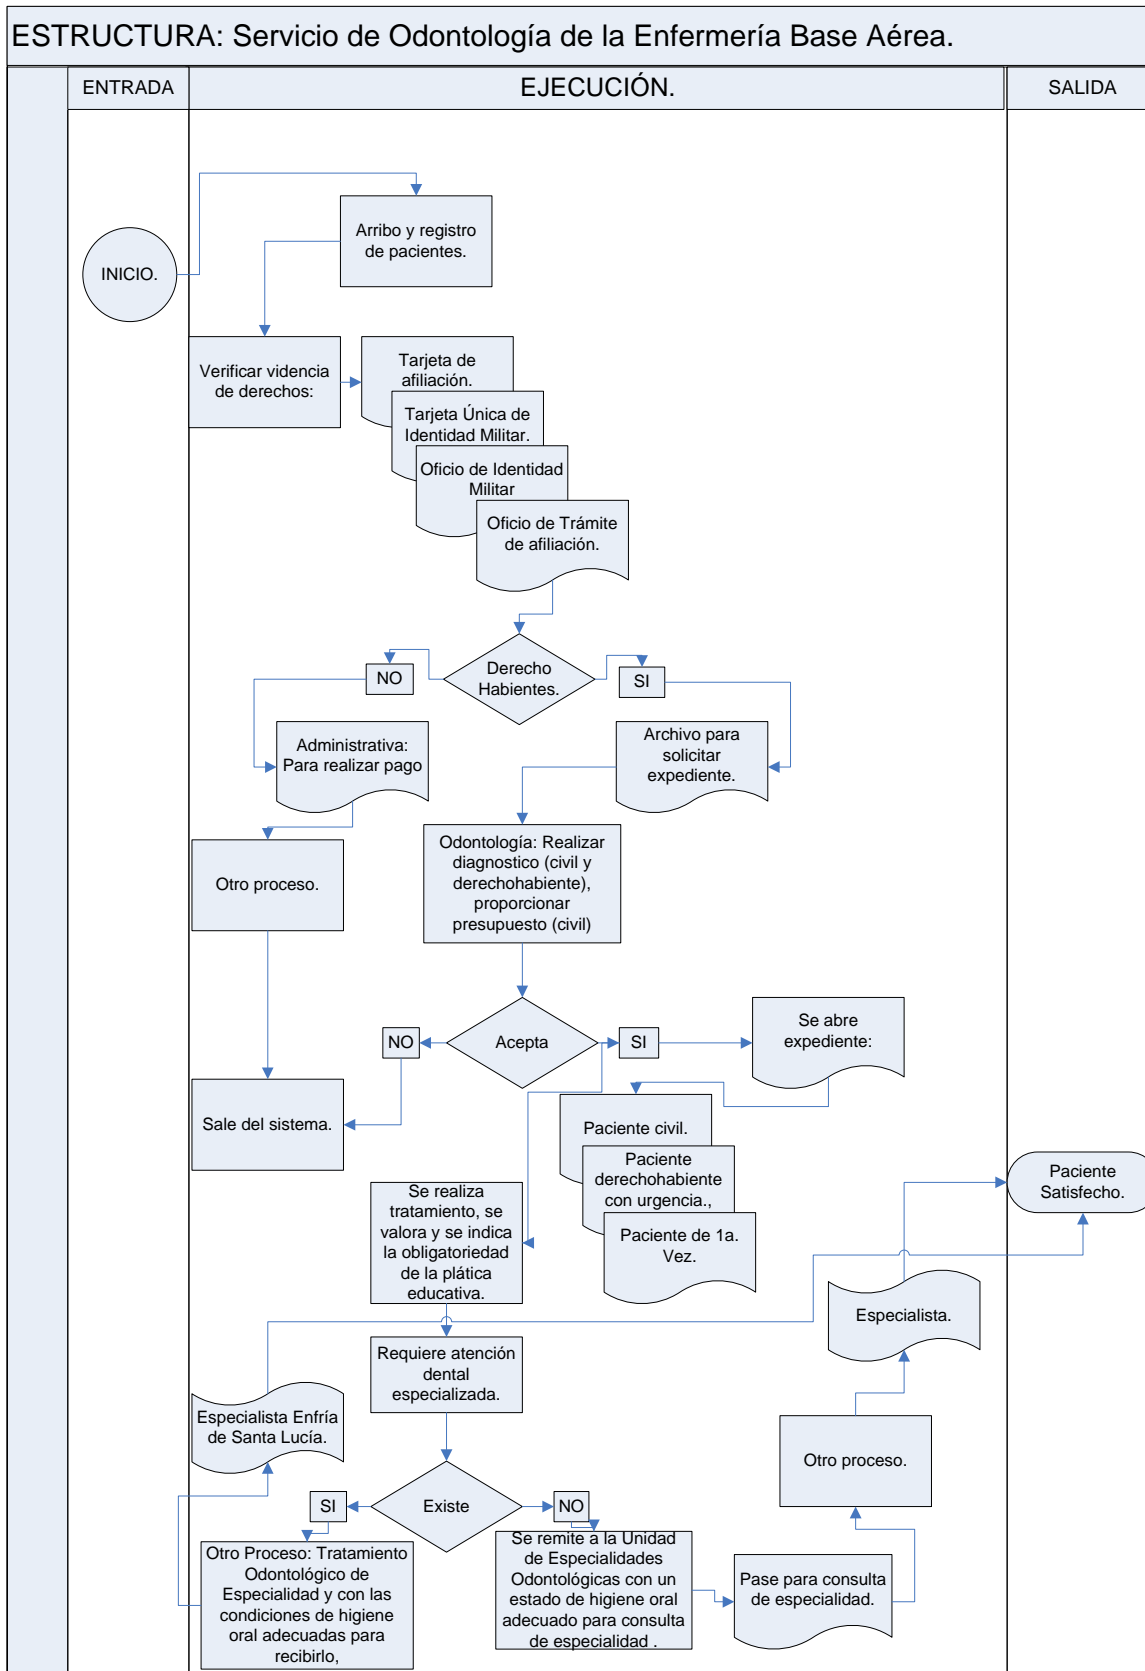 ESTRUCTURA: Servicio de Odontología de la Enfermería Base Aérea.
ENTRADA
EJECUCIÓN.
SALIDA
Arribo y registro
de pacientes.
INICIO.
Verificar videncia
de derechos:
Tarjeta de
afiliación.
Tarjeta Única de
Identidad Militar.
Oficio de Identidad
Militar
Oficio de Trámite
de afiliación.
Derecho
Habientes.
NO
SI
Administrativa:
Para realizar pago
Archivo para
solicitar
expediente.
Otro proceso.
Odontología: Realizar
diagnostico (civil y
derechohabiente),
proporcionar
presupuesto (civil)
NO
Acepta
SI
Se abre
expediente:
Sale del sistema.
Paciente civil.
Paciente
derechohabiente
con urgencia.,
Paciente de 1a.
Vez.
Paciente
Satisfecho.
Se realiza
tratamiento, se
valora y se indica
la obligatoriedad
de la plática
educativa.
Especialista.
Requiere atención
dental
especializada.
Especialista Enfría
de Santa Lucía.
Otro proceso.
SI
Existe
NO
Otro Proceso: Tratamiento
Odontológico de
Especialidad y con las
condiciones de higiene
oral adecuadas para
recibirlo,
Se remite a la Unidad
de Especialidades
Odontológicas con un
estado de higiene oral
adecuado para consulta
de especialidad .
Pase para consulta
de especialidad.